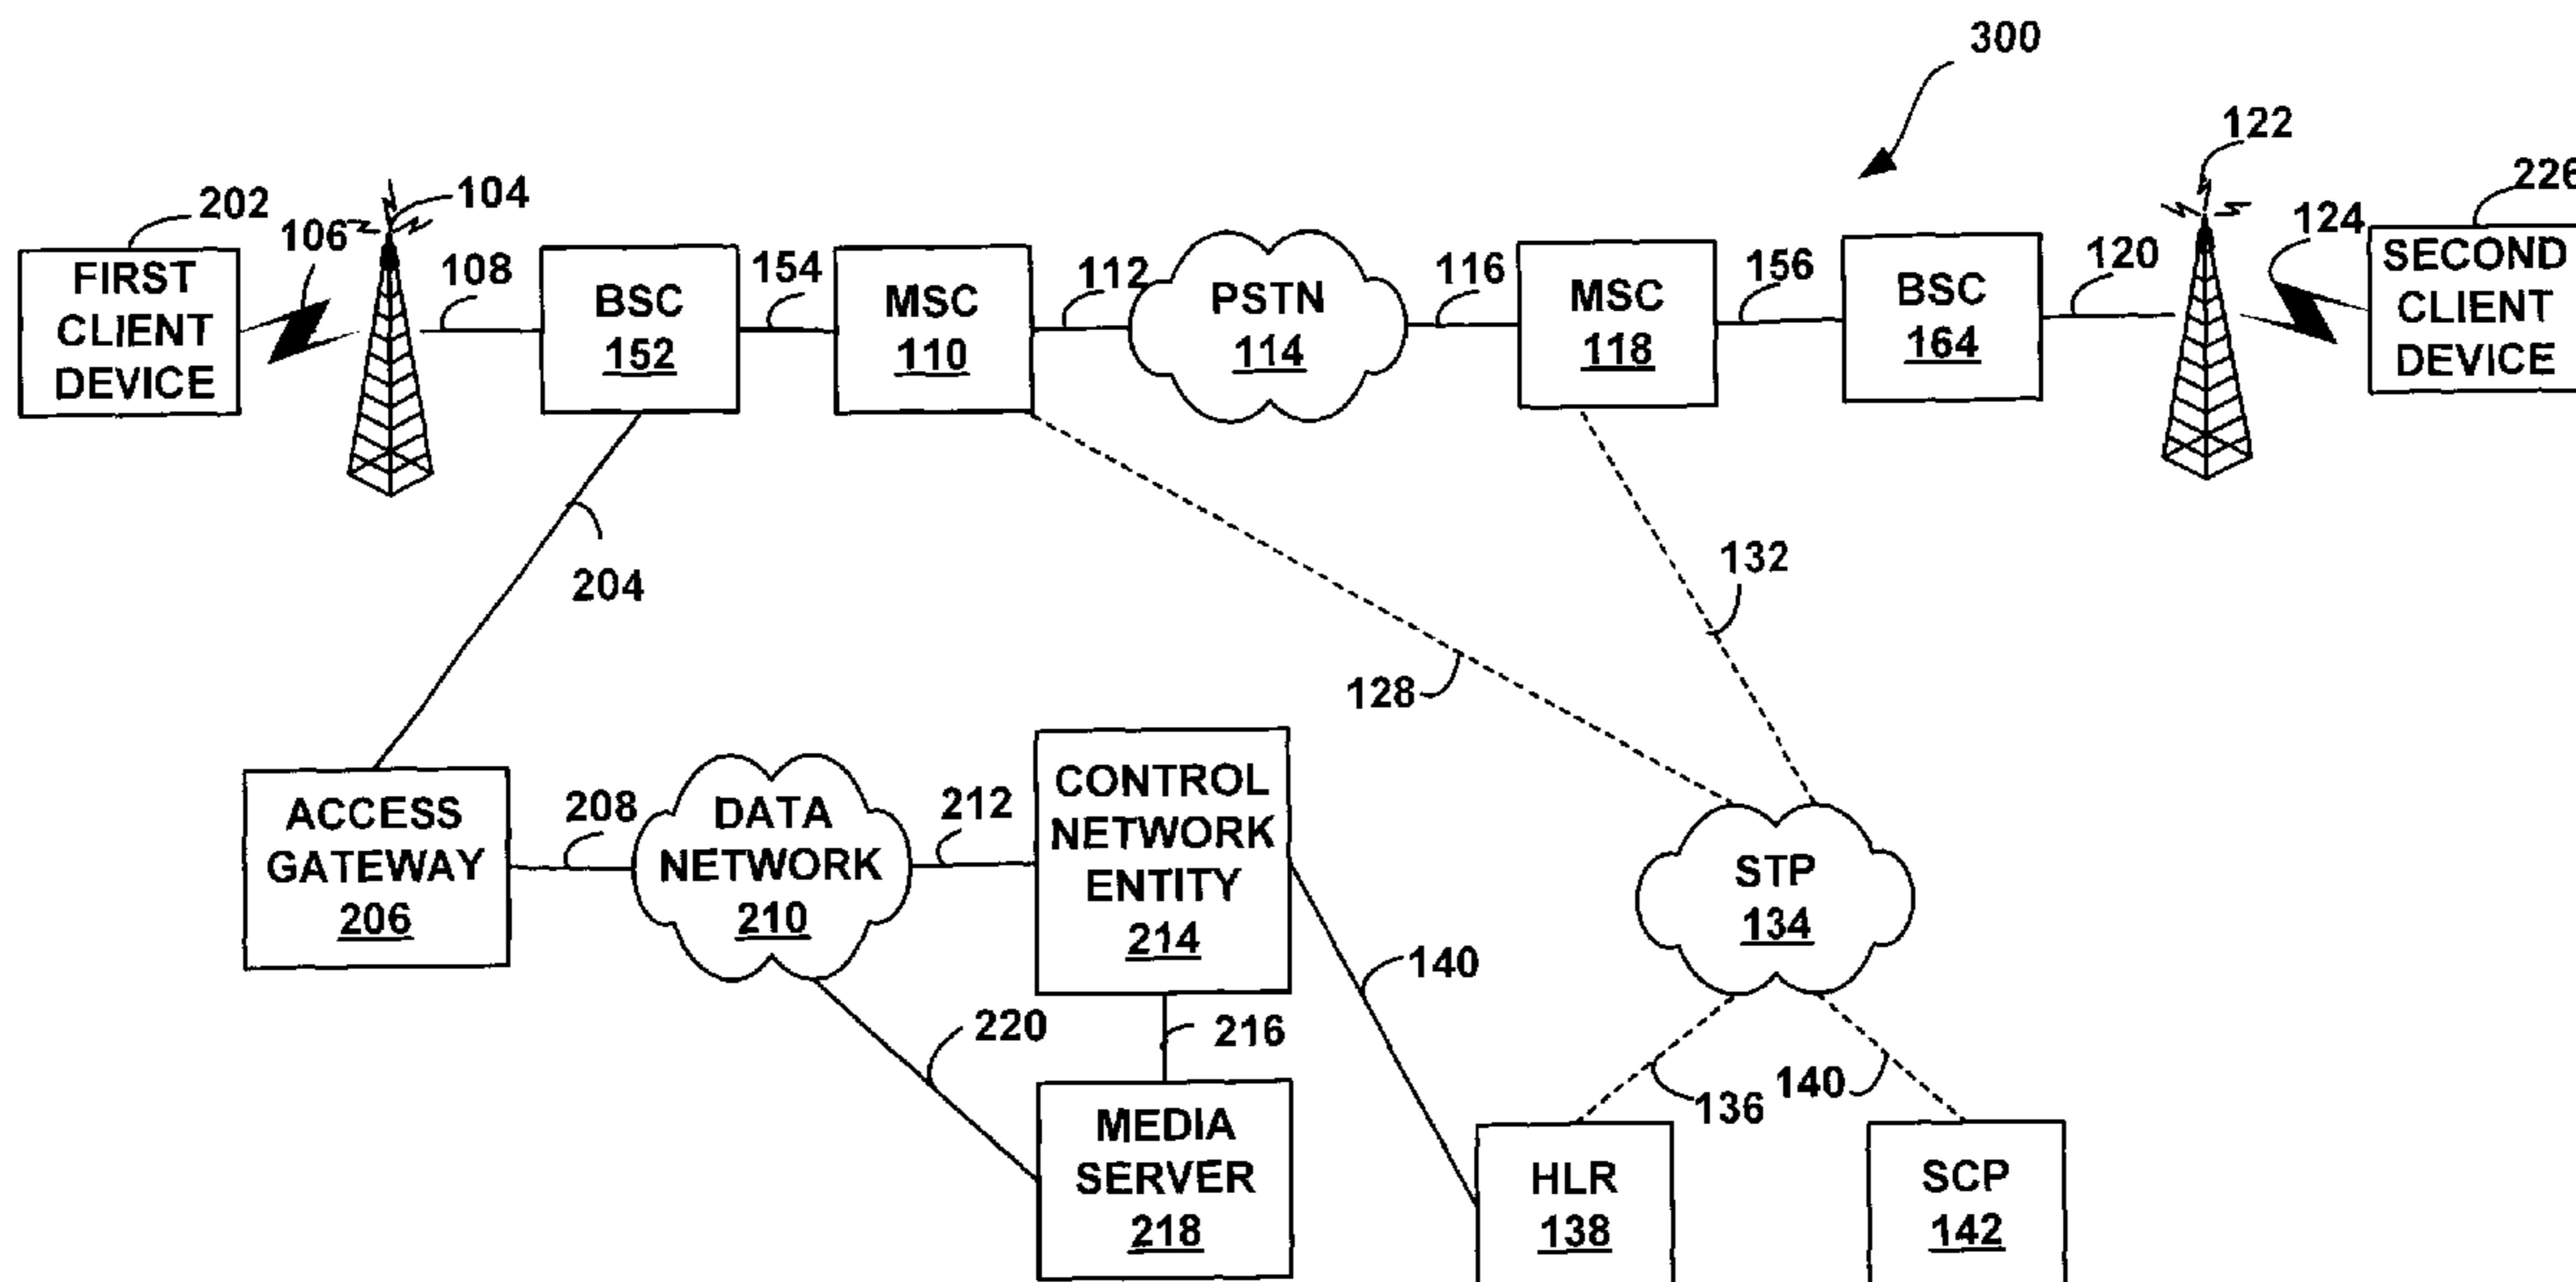 300
122
226
202
104
106
108
154
112
116
156
120
124
FIRST
CLIENT
DEVICE
BSC
152
MSC
110
PSTN
114
MSC
118
BSC
164
SECOND
CLIENT
DEVICE
204
132
128
ACCESS
GATEWAY
206
208
DATA
NETWORK
210
212
CONTROL
NETWORK
ENTITY
214
STP
134
140
220
216
136
140
MEDIA
SERVER
218
HLR
138
SCP
142